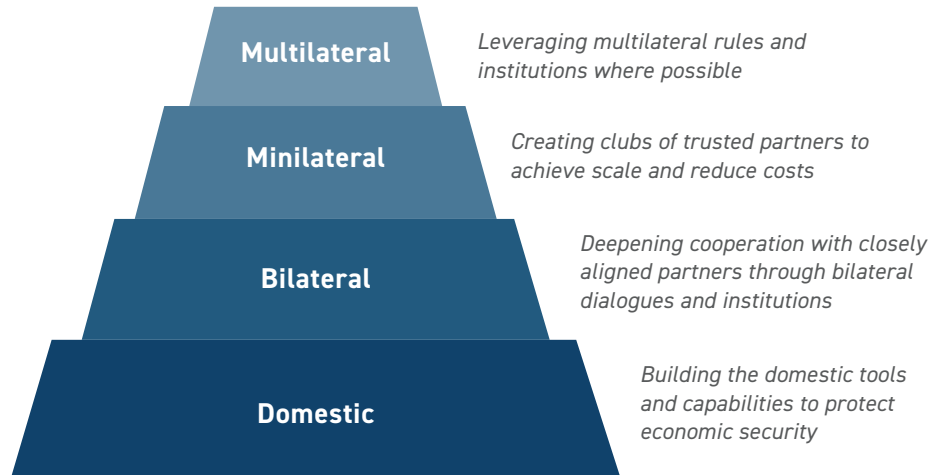 Multilateral
Leveraging multilateral rules and
institutions where possible
Minilateral
Creating clubs of trusted partners to
achieve scale and reduce costs
Bilateral
Deepening cooperation with closely
aligned partners through bilateral
dialogues and institutions
Domestic
Building the domestic tools
and capabilities to protect
economic security